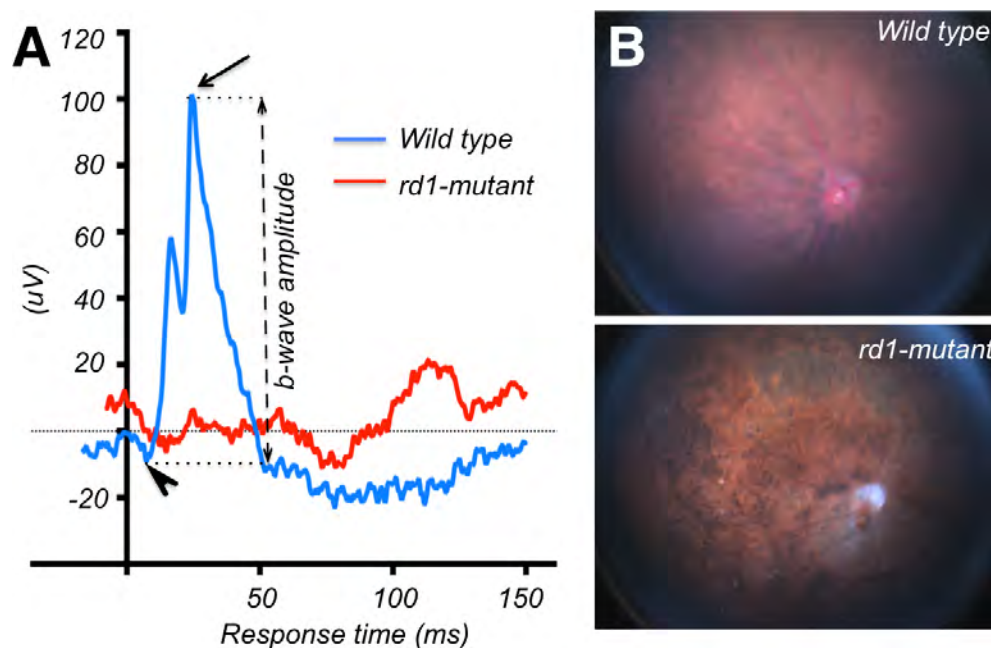 A
120
100
80
60
40
20
-20
(uV)
50
100
150
Response time (ms)
b-wave amplitude
Wild type
rd1-mutant
B
Wild type
rd1-mutant